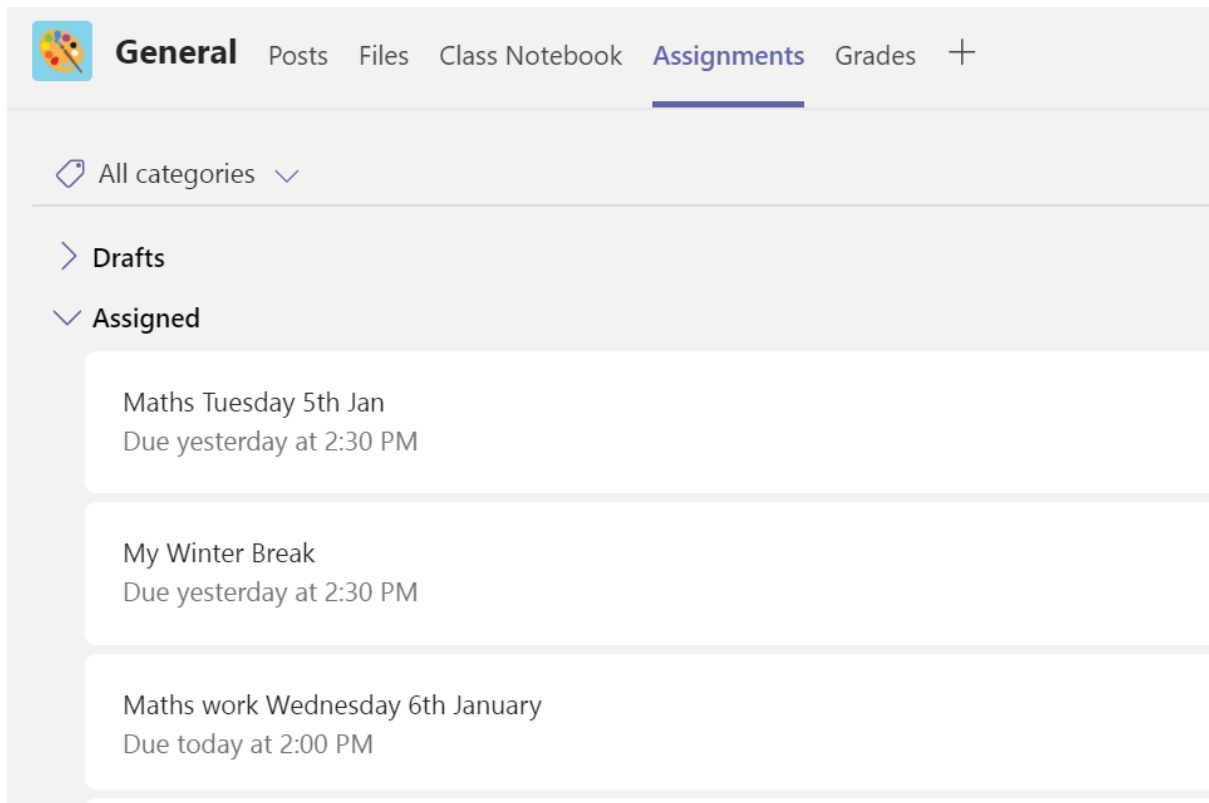 General Posts Files Class Notebook Assignments Grades
All categories
Drafts
Assigned
Maths Tuesday 5th Jan
Due yesterday at 2:30 PM
My Winter Break
Due yesterday at 2:30 PM
Maths work Wednesday 6th January
Due today at 2:00 PM